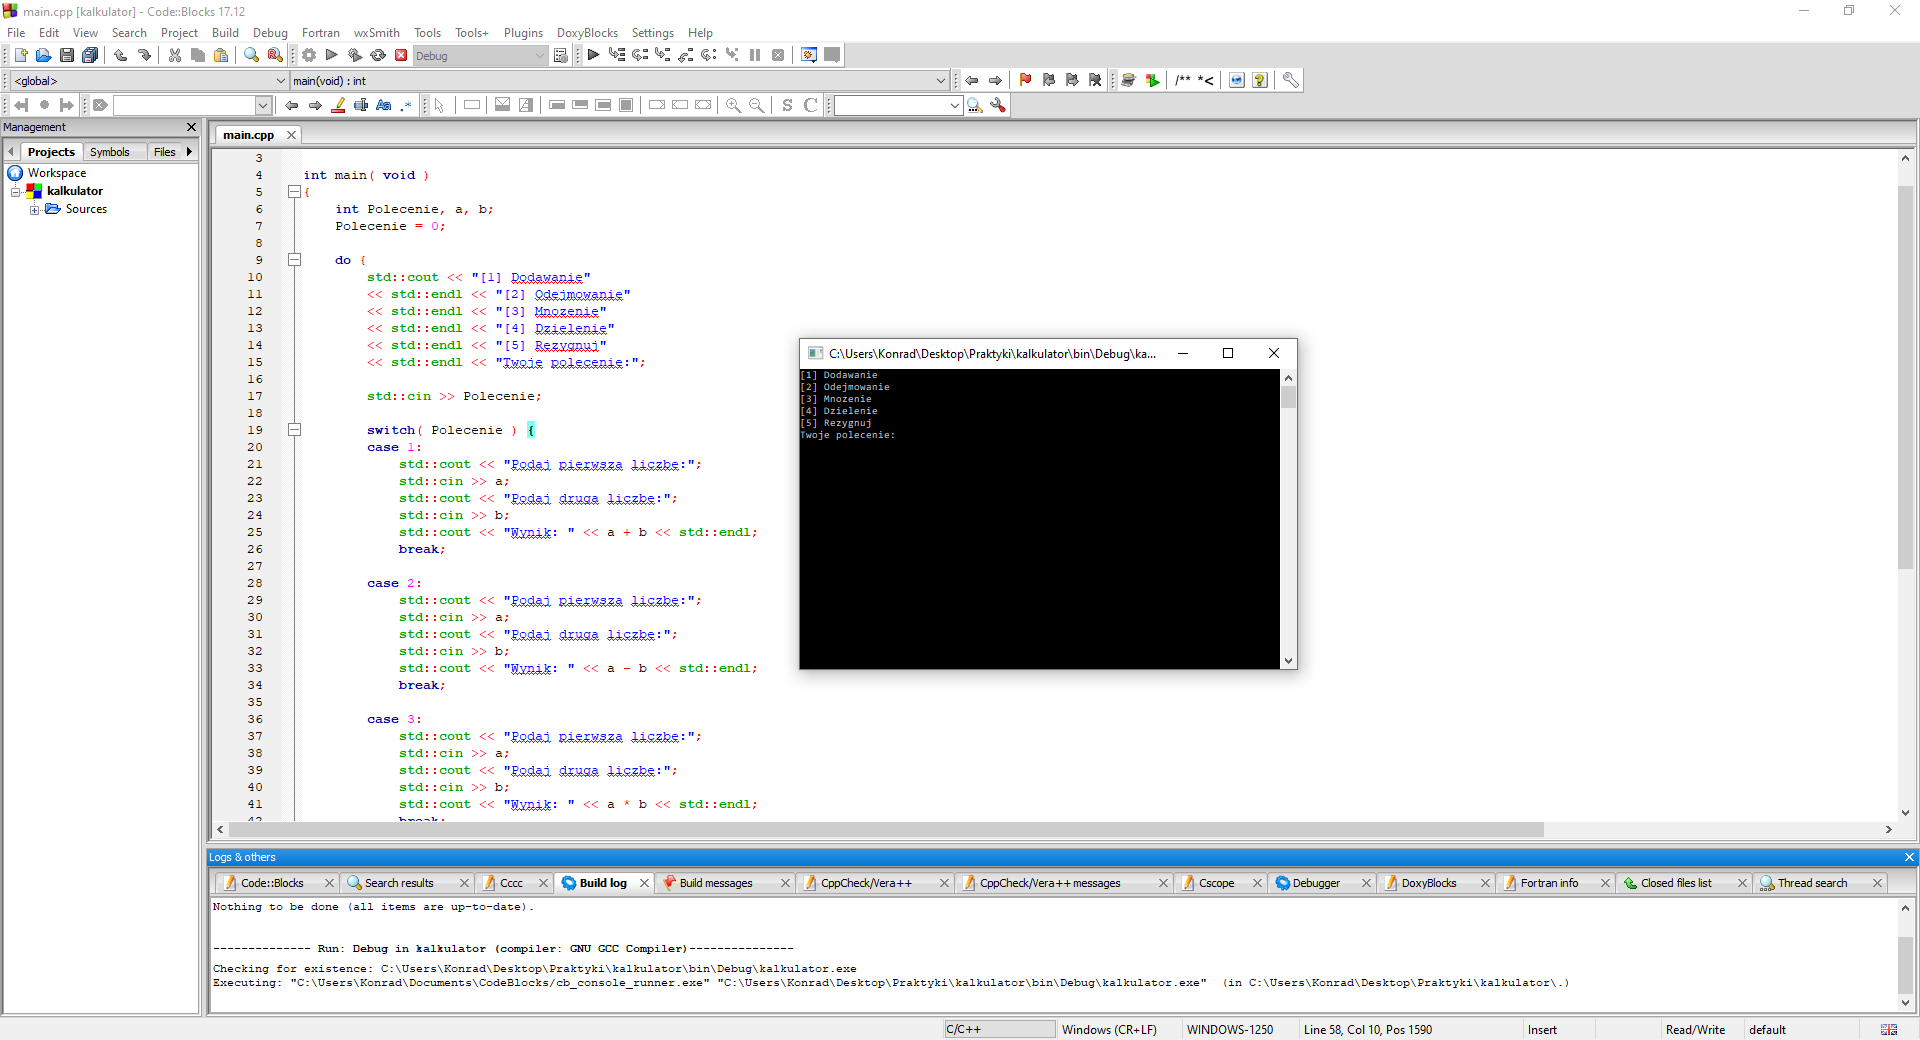 main.cpp [kalkulator] - Code::Blocks 17.12
File Edit View Search Project Build Debug Fortran wxSmith Tools Tools+ Plugins DoxyBlocks Settings Help
Debug
<global> main(void) : int
/** *<
Aa .* S C
Management
main.cpp
Projects Symbols Files
Workspace
kalkulator
Sources
3
4 int main( void )
5 {
6 int Polecenie, a, b;
7 Polecenie = 0;
8
9 do {
10 std::cout << "[1] Dodawanie"
11 << std::endl << "[2] Odejmowanie"
12 << std::endl << "[3] Mnozenie"
13 << std::endl << "[4] Dzielenie"
14 << std::endl << "[5] Rezygnuj"
15 << std::endl << "Twoje polecenie:";
16
17 std::cin >> Polecenie;
18
19 switch( Polecenie ) {
20 case 1:
21 std::cout << "Podaj pierwsza liczbe:";
22 std::cin >> a;
23 std::cout << "Podaj druga liczbe:";
24 std::cin >> b;
25 std::cout << "Wynik: " << a + b << std::endl;
26 break;
27
28 case 2:
29 std::cout << "Podaj pierwsza liczbe:";
30 std::cin >> a;
31 std::cout << "Podaj druga liczbe:";
32 std::cin >> b;
33 std::cout << "Wynik: " << a - b << std::endl;
34 break;
35
36 case 3:
37 std::cout << "Podaj pierwsza liczbe:";
38 std::cin >> a;
39 std::cout << "Podaj druga liczbe:";
40 std::cin >> b;
41 std::cout << "Wynik: " << a * b << std::endl;
42 break;
C:\Users\Konrad\Desktop\Praktyki\kalkulator\bin\Debug\ka...
[1] Dodawanie
[2] Odejmowanie
[3] Mnozenie
[4] Dzielenie
[5] Rezygnuj
Twoje polecenie:
Logs & others
Code::Blocks Search results Cccc Build log Build messages CppCheck/Vera++ CppCheck/Vera++ messages Cscope Debugger DoxyBlocks Fortran info Closed files list Thread search
Nothing to be done (all items are up-to-date).
-------------- Run: Debug in kalkulator (compiler: GNU GCC Compiler)---------------
Checking for existence: C:\Users\Konrad\Desktop\Praktyki\kalkulator\bin\Debug\kalkulator.exe
Executing: "C:\Users\Konrad\Documents\CodeBlocks/cb_console_runner.exe" "C:\Users\Konrad\Desktop\Praktyki\kalkulator\bin\Debug\kalkulator.exe" (in C:\Users\Konrad\Desktop\Praktyki\kalkulator\.)
C/C++ Windows (CR+LF) WINDOWS-1250 Line 58, Col 10, Pos 1590 Insert Read/Write default